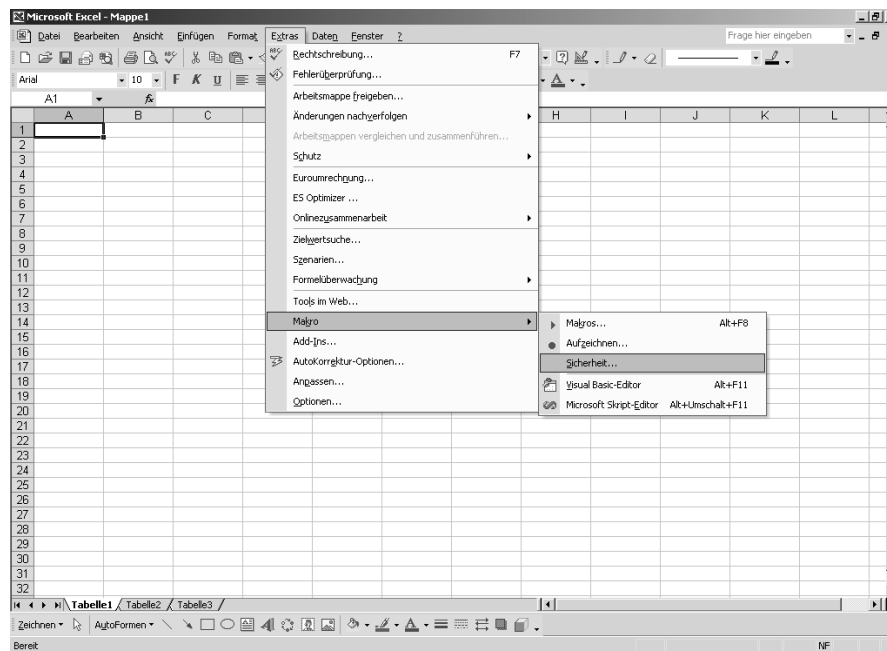 Microsoft Excel - Mappe1
Datei Bearbeiten Ansicht Einfügen Format Extras Daten Fenster ?
Frage hier eingeben
Arial 10 F K U
A1 fx
A B C H I J K L
1
2
3
4
5
6
7
8
9
10
11
12
13
14
15
16
17
18
19
20
21
22
23
24
25
26
27
28
29
30
31
32
Rechtschreibung... F7
Fehlerüberprüfung...
Arbeitsmappe freigeben...
Änderungen nachverfolgen
Arbeitsmappen vergleichen und zusammenführen...
Schutz
Euroumrechnung...
ES Optimizer ...
Onlinezusammenarbeit
Zielwertsuche...
Szenarien...
Formelüberwachung
Tools im Web...
Makro
Add-Ins...
AutoKorrektur-Optionen...
Anpassen...
Optionen...
Makros... Alt+F8
Aufzeichnen...
Sicherheit...
Visual Basic-Editor Alt+F11
Microsoft Skript-Editor Alt+Umschalt+F11
Tabelle1 Tabelle2 Tabelle3
Zeichnen AutoFormen
Bereit NF